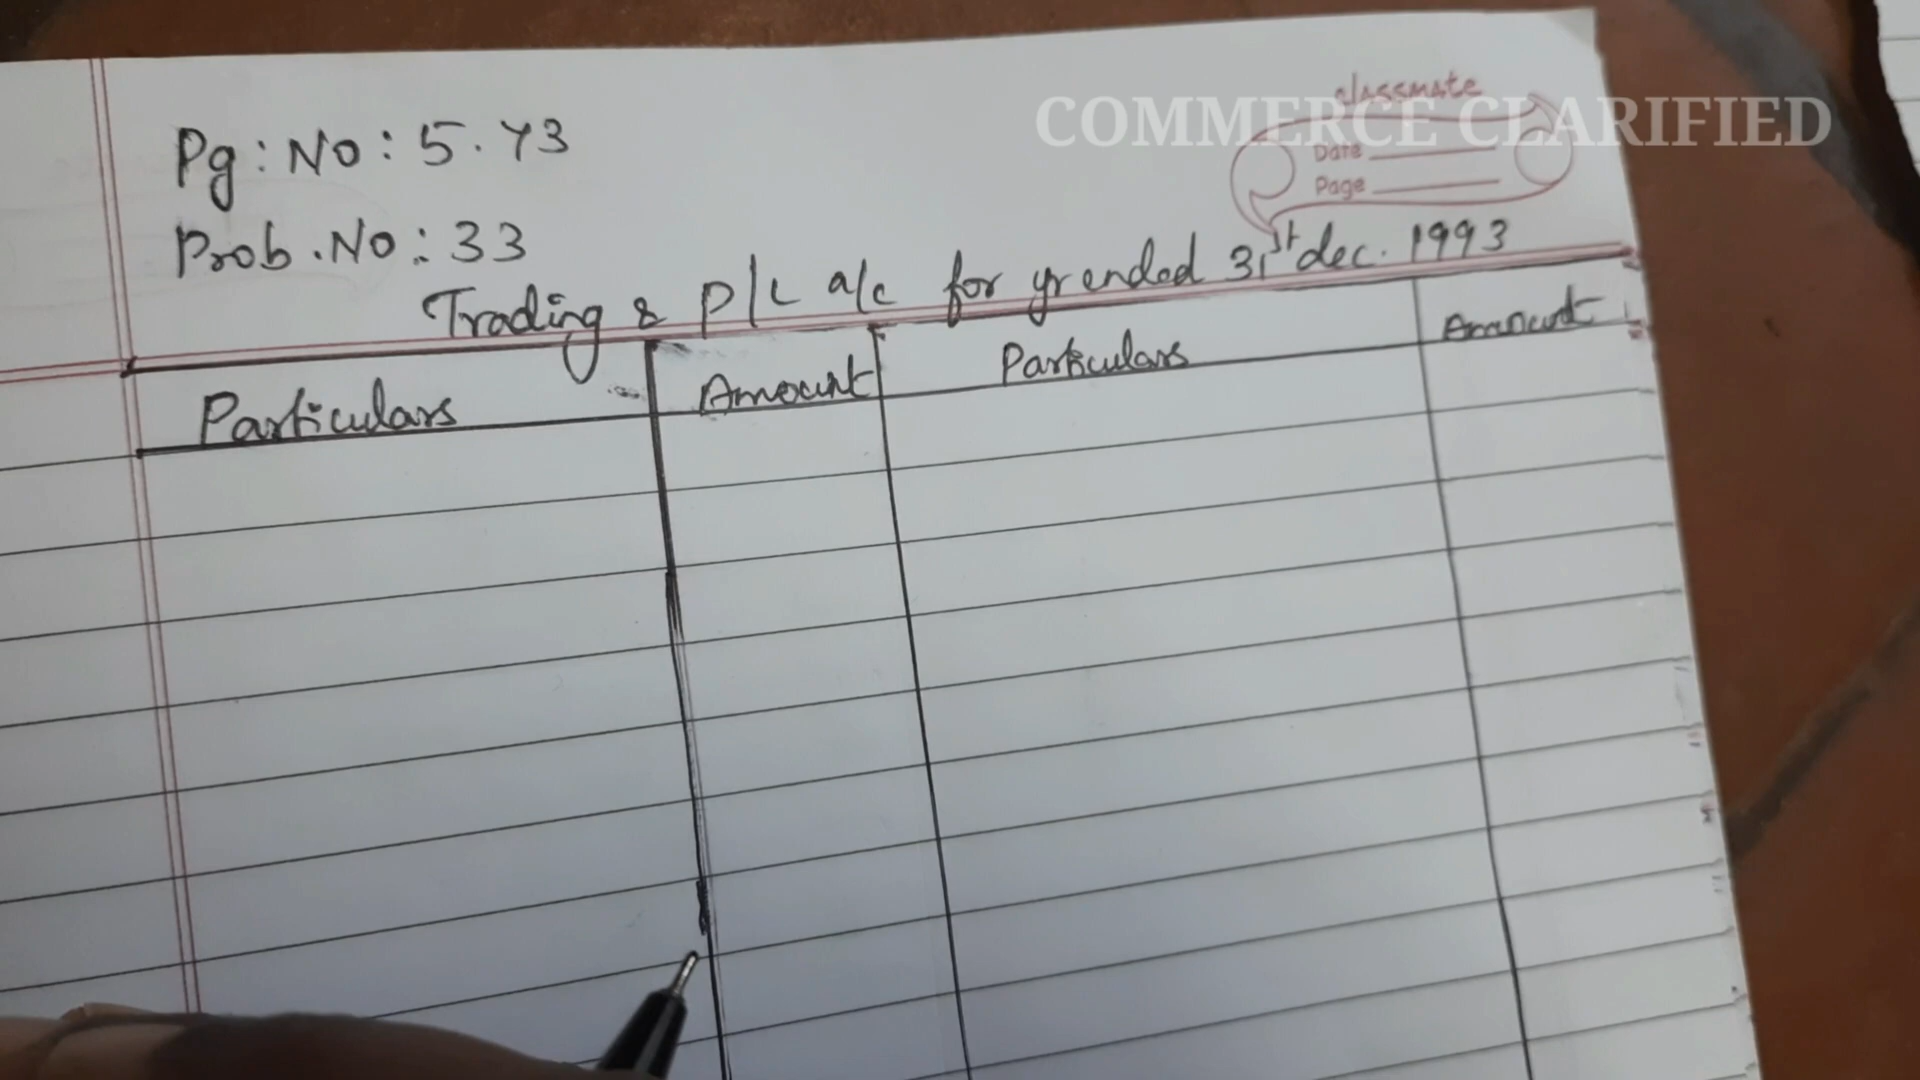 classmate
COMMERCE CLARIFIED
Date
Page
Pg: No: 5.73
Prob. No: 33
Trading & P/L a/c for yr ended 31st dec. 1993
Particulars Amount Particulars Amount